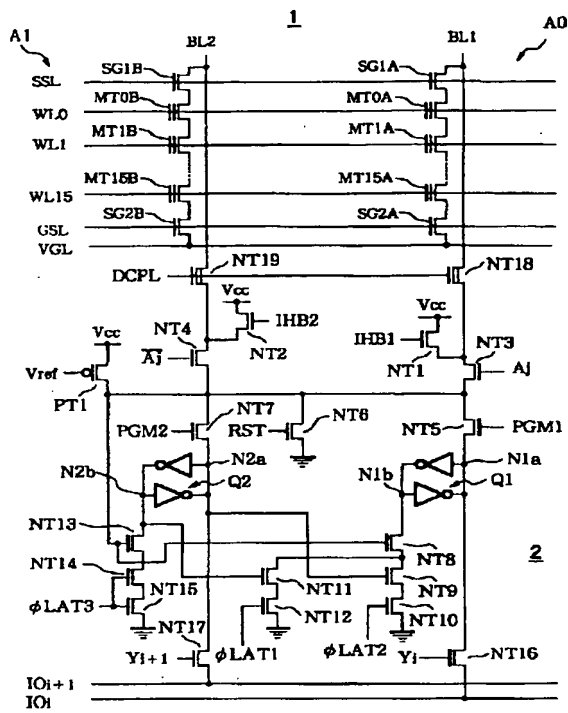 1
A1
BL2
BL1
A0
SG1B
SG1A
SSL
MT0B
MT0A
WL0
MT1B
MT1A
WL1
MT15B
MT15A
WL15
SG2B
SG2A
GSL
VGL
NT19
NT18
DCPL
Vcc
Vcc
Vcc
NT4
IHB2
IHB1
NT3
Aj
NT2
NT1
Aj
Vref
PT1
NT7
NT6
NT5
PGM2
RST
PGM1
N2b
N2a
N1b
N1a
Q2
Q1
NT13
NT8
2
NT14
NT11
NT9
NT15
NT12
NT10
φLAT3
NT17
φLAT1
φLAT2
Yi+1
Yi
NT16
IOi+1
IOi